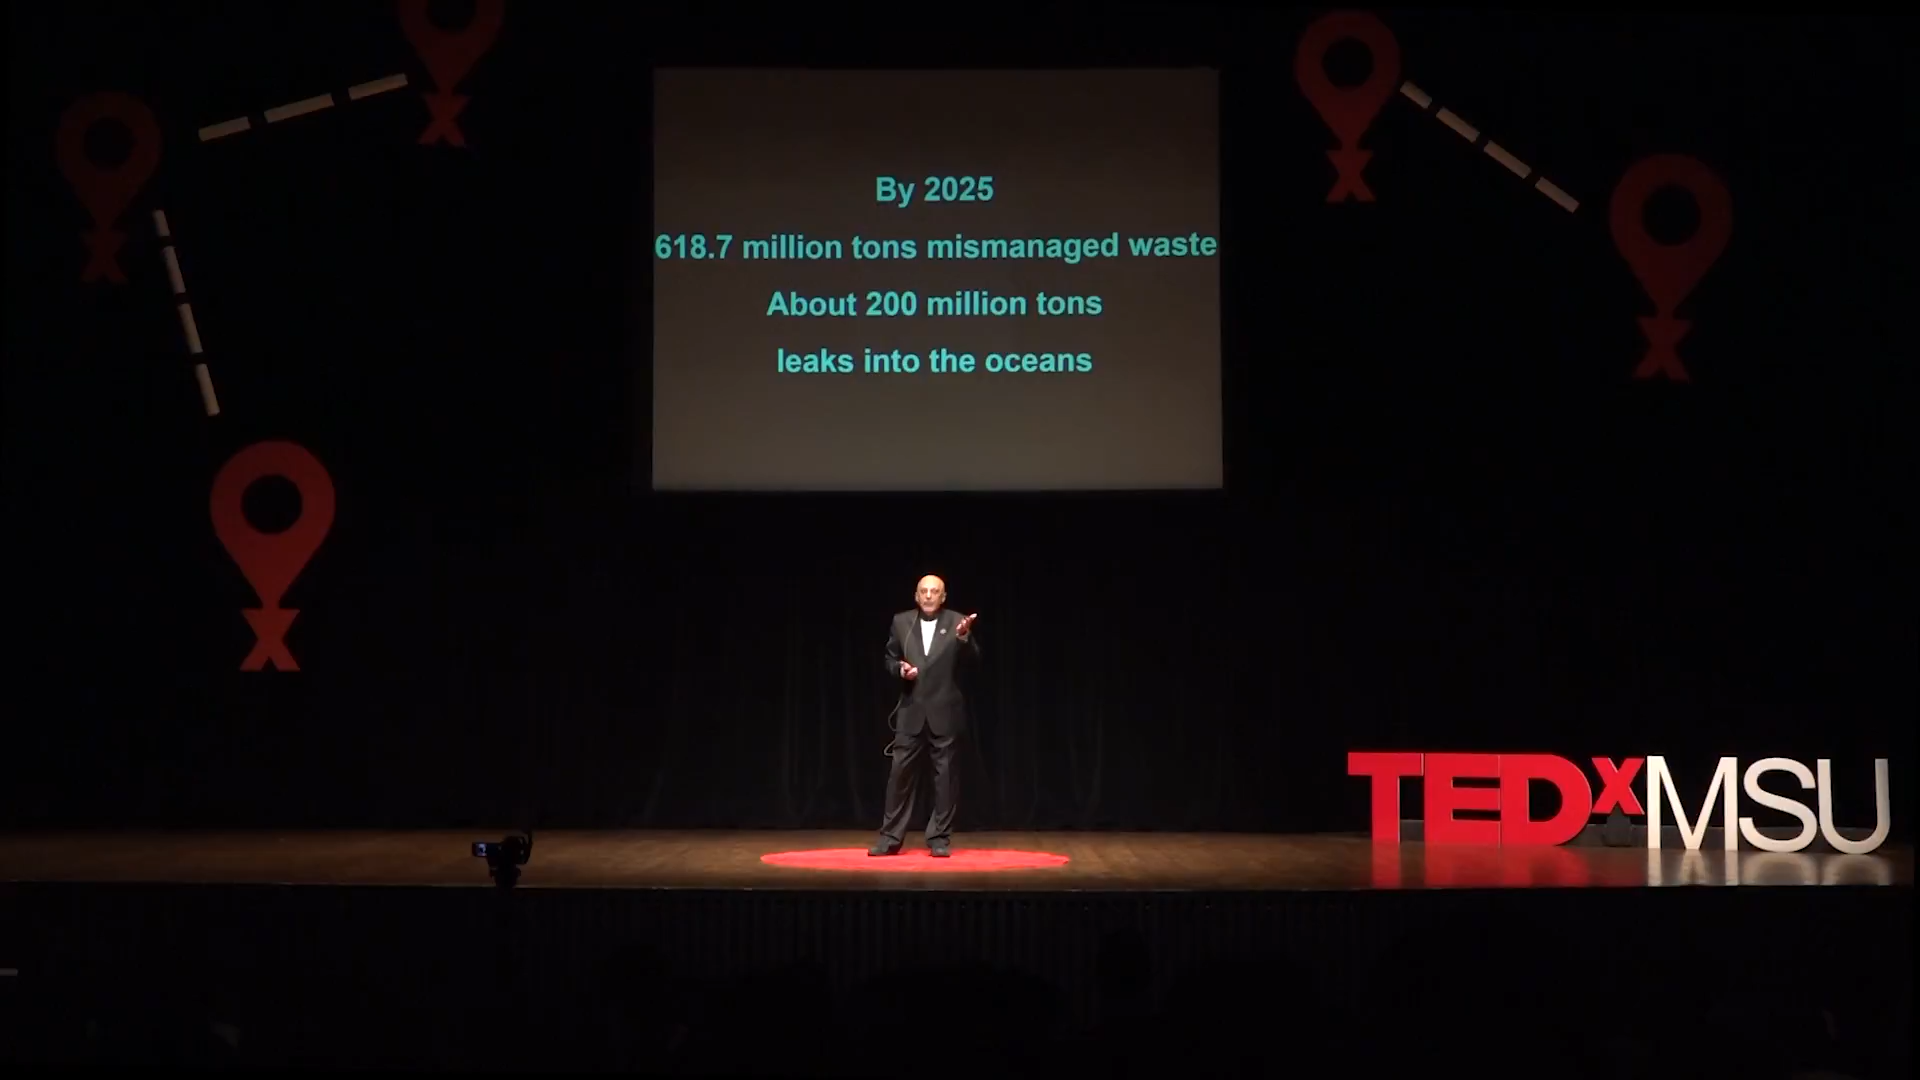 By 2025
618.7 million tons mismanaged waste
About 200 million tons
leaks into the oceans
TEDxMSU